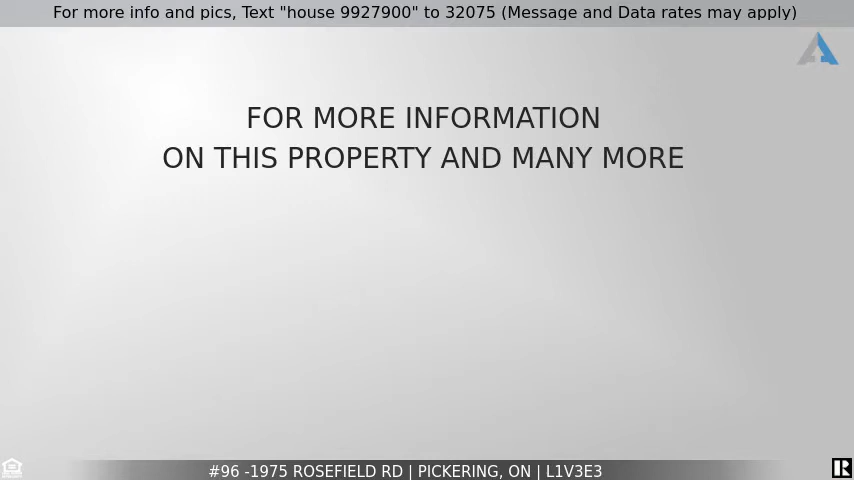 For more info and pics, Text "house 9927900" to 32075 (Message and Data rates may apply)
FOR MORE INFORMATION
ON THIS PROPERTY AND MANY MORE
#96 -1975 ROSEFIELD RD | PICKERING, ON | L1V3E3